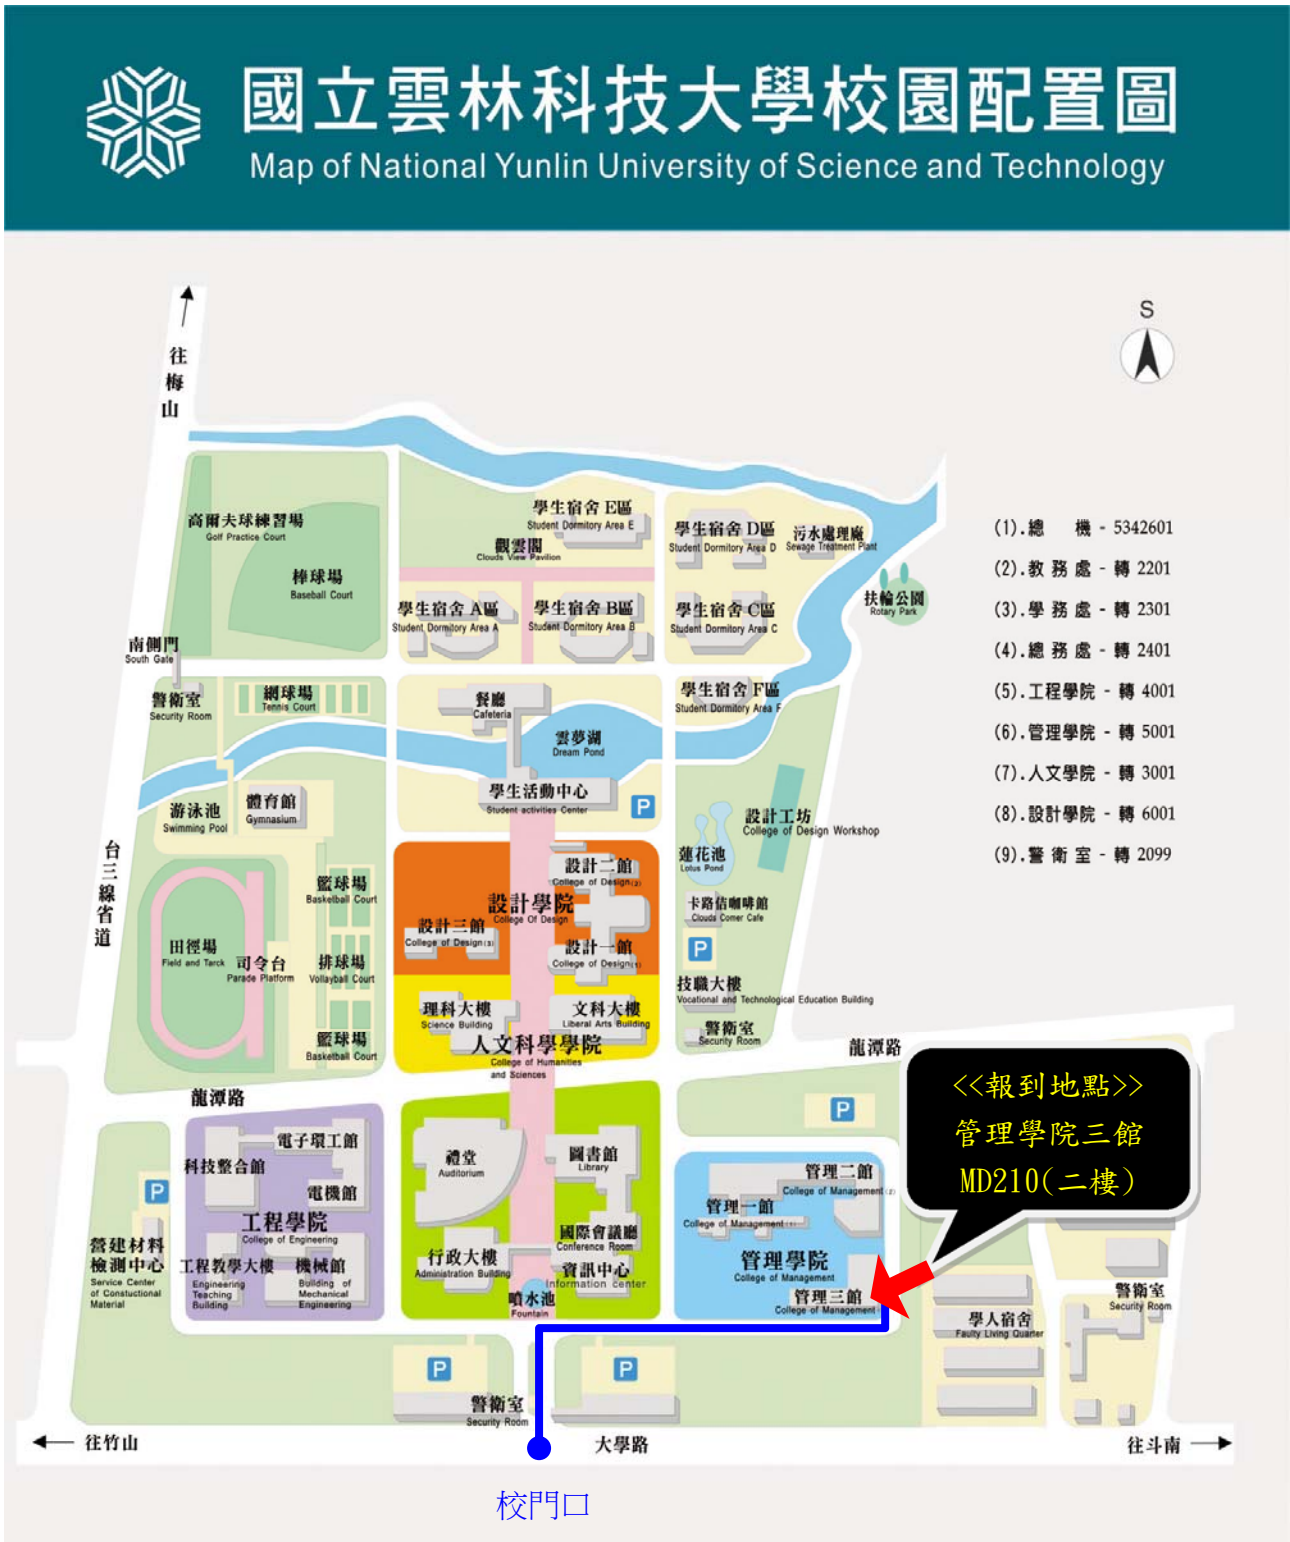 國立雲林科技大學校園配置圖
Map of National Yunlin University of Science and Technology
S
往梅山
高爾夫球練習場
Golf Practice Court
棒球場
Baseball Court
學生宿舍 E區
Student Dormitory Area E
觀雲閣
Clouds View Pavilion
學生宿舍 D區
Student Dormitory Area D
污水處理廠
Sewage Treatment Plant
學生宿舍 A區
Student Dormitory Area A
學生宿舍 B區
Student Dormitory Area B
學生宿舍 C區
Student Dormitory Area C
扶輪公園
Rotary Park
(1).總 機 - 5342601
(2).教 務 處 - 轉 2201
(3).學 務 處 - 轉 2301
(4).總 務 處 - 轉 2401
(5).工程學院 - 轉 4001
(6).管理學院 - 轉 5001
(7).人文學院 - 轉 3001
(8).設計學院 - 轉 6001
(9).警 衛 室 - 轉 2099
南側門
South Gate
警衛室
Security Room
網球場
Tennis Court
餐廳
Cafeteria
學生宿舍 F區
Student Dormitory Area F
雲夢湖
Dream Pond
學生活動中心
Student activities Center
P
游泳池
Swimming Pool
體育館
Gymnasium
設計工坊
College of Design Workshop
蓮花池
Lotus Pond
台三線省道
籃球場
Basketball Court
設計二館
College of Design(2)
設計學院
College Of Design
設計三館
College of Design(3)
設計一館
College of Design(1)
卡路佶咖啡館
Clouds Corner Cafe
P
田徑場
Field and Tarck
司令台
Parade Platform
排球場
Vollayball Court
技職大樓
Vocational and Technological Education Building
理科大樓
Science Building
文科大樓
Liberal Arts Building
人文科學學院
College of Humanities
and Sciences
籃球場
Basketball Court
警衛室
Security Room
龍潭路
龍潭路
<<報到地點>>
管理學院三館
MD210(二樓)
P
電子環工館
科技整合館
電機館
工程學院
College of Engineering
禮堂
Auditorium
圖書館
Library
管理二館
College of Management(2)
管理一館
College of Management(1)
P
營建材料
檢測中心
Service Center
of Constuctional
Material
工程教學大樓
Engineering
Teaching
Building
機械館
Building of
Mechanical
Engineering
行政大樓
Administration Building
國際會議廳
Conference Room
資訊中心
Information center
管理學院
College of Management
管理三館
College of Management
噴水池
Fountain
學人宿舍
Faulty Living Quarter
警衛室
Security Room
P
P
警衛室
Security Room
往竹山
大學路
往斗南
校門口